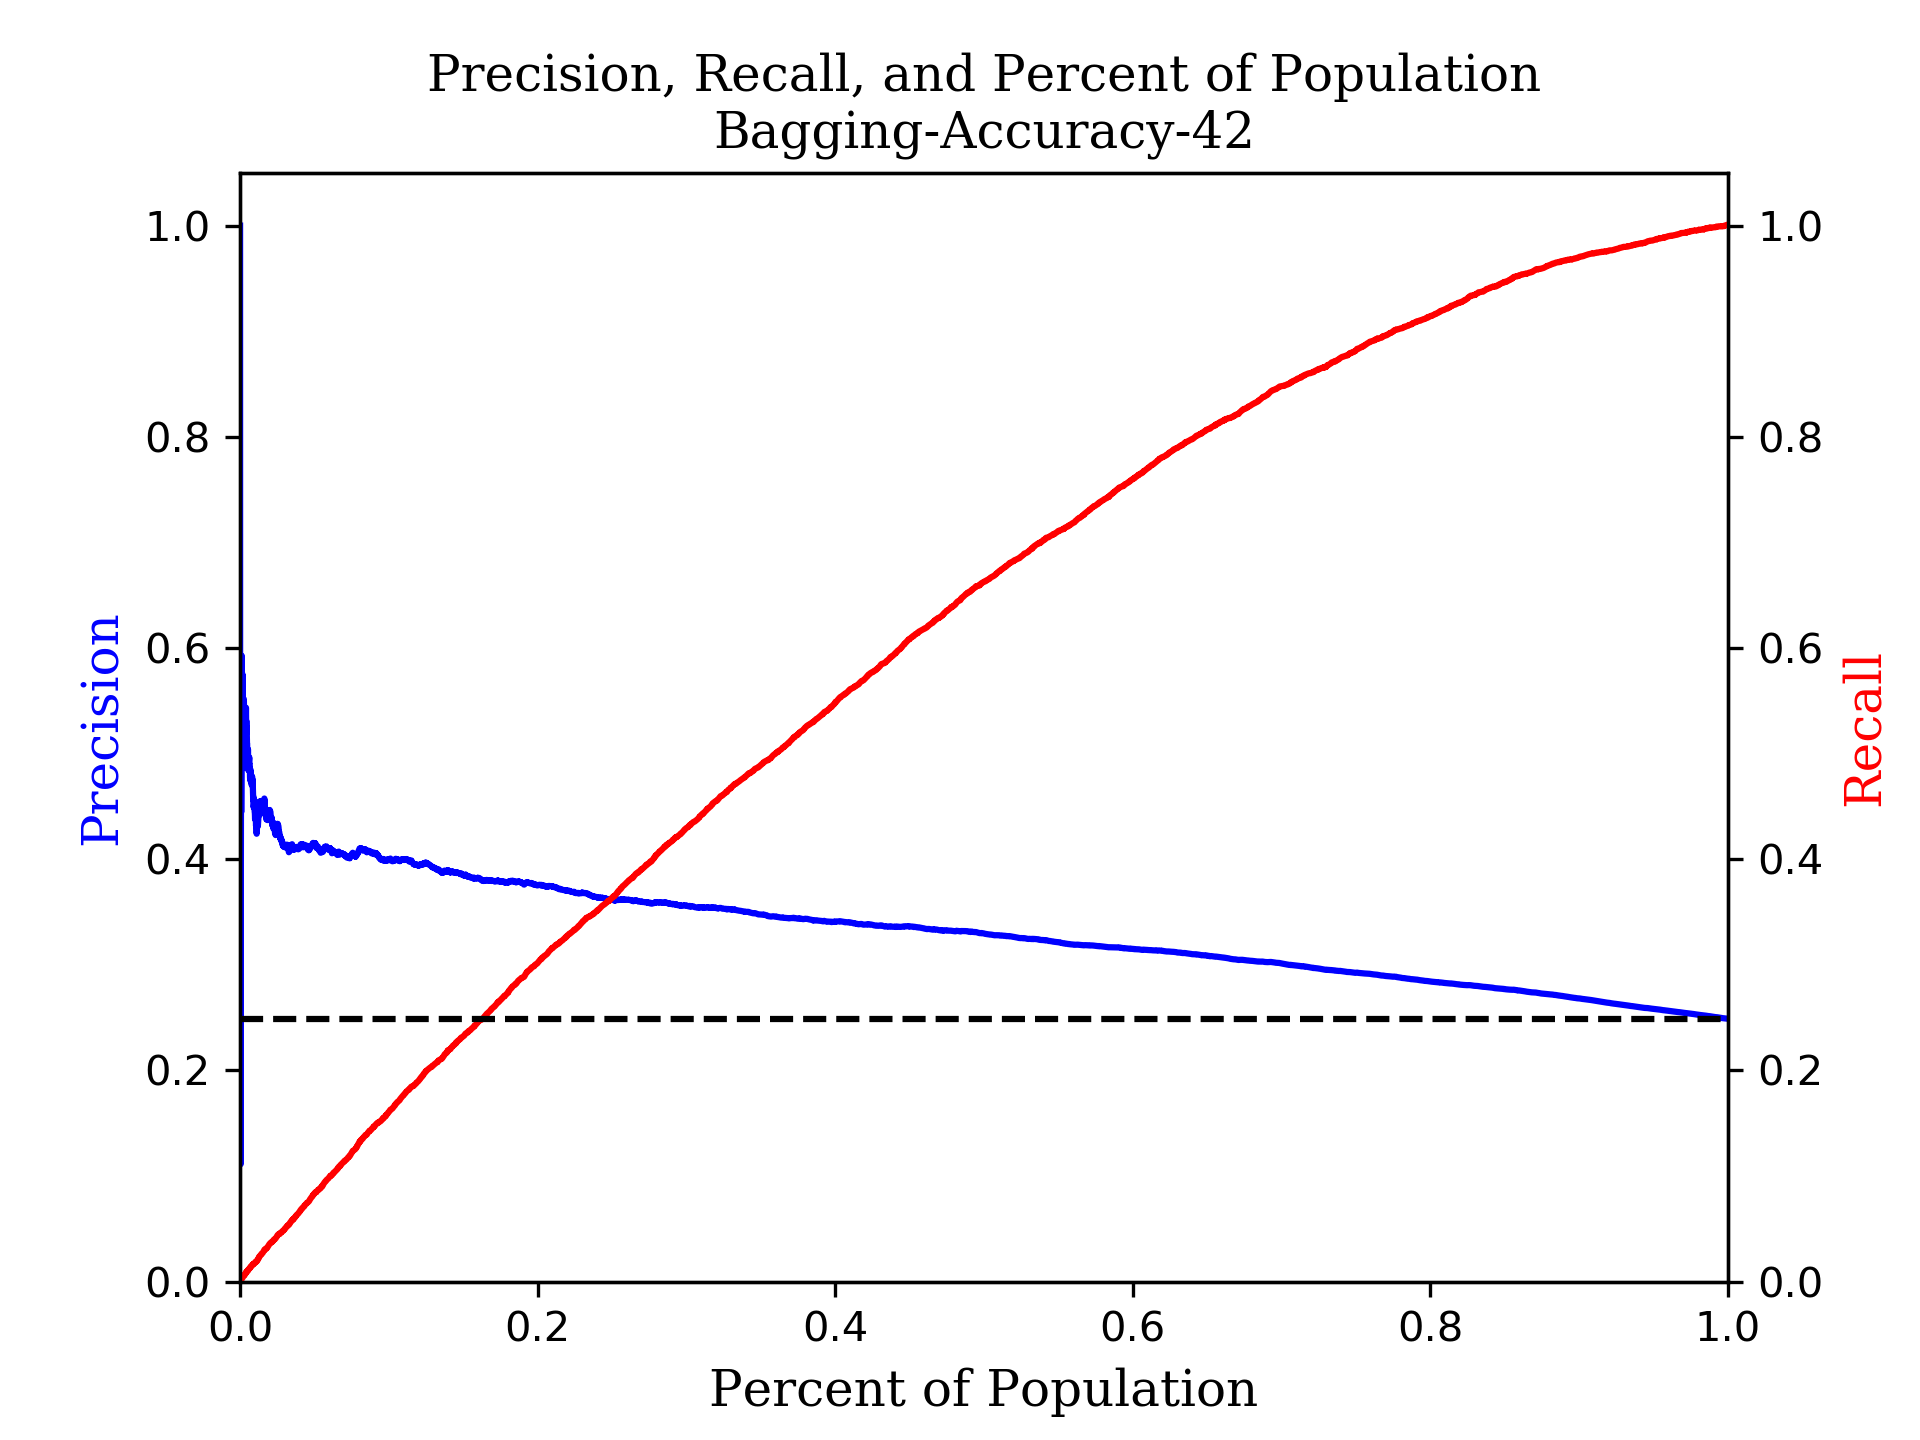 Precision, Recall, and Percent of Population
Bagging-Accuracy-42
1.0
0.8
0.6
0.4
0.2
0.0
Precision
1.0
0.8
0.6
0.4
0.2
0.0
Recall
0.0 0.2 0.4 0.6 0.8 1.0
Percent of Population